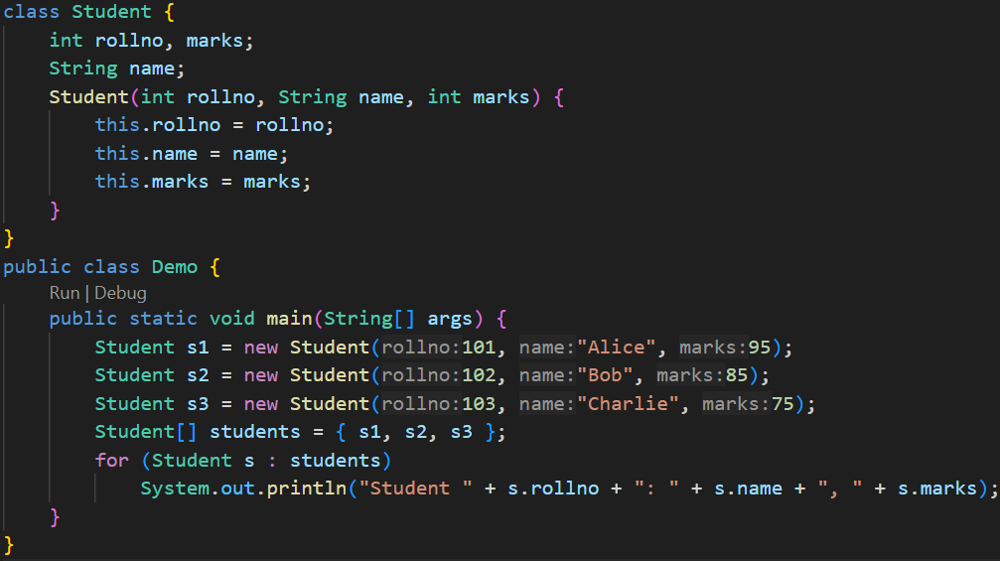 class Student {
    int rollno, marks;
    String name;
    Student(int rollno, String name, int marks) {
        this.rollno = rollno;
        this.name = name;
        this.marks = marks;
    }
}
public class Demo {
    Run | Debug
    public static void main(String[] args) {
        Student s1 = new Student(rollno:101, name:"Alice", marks:95);
        Student s2 = new Student(rollno:102, name:"Bob", marks:85);
        Student s3 = new Student(rollno:103, name:"Charlie", marks:75);
        Student[] students = { s1, s2, s3 };
        for (Student s : students)
            System.out.println("Student " + s.rollno + ": " + s.name + ", " + s.marks);
    }
}